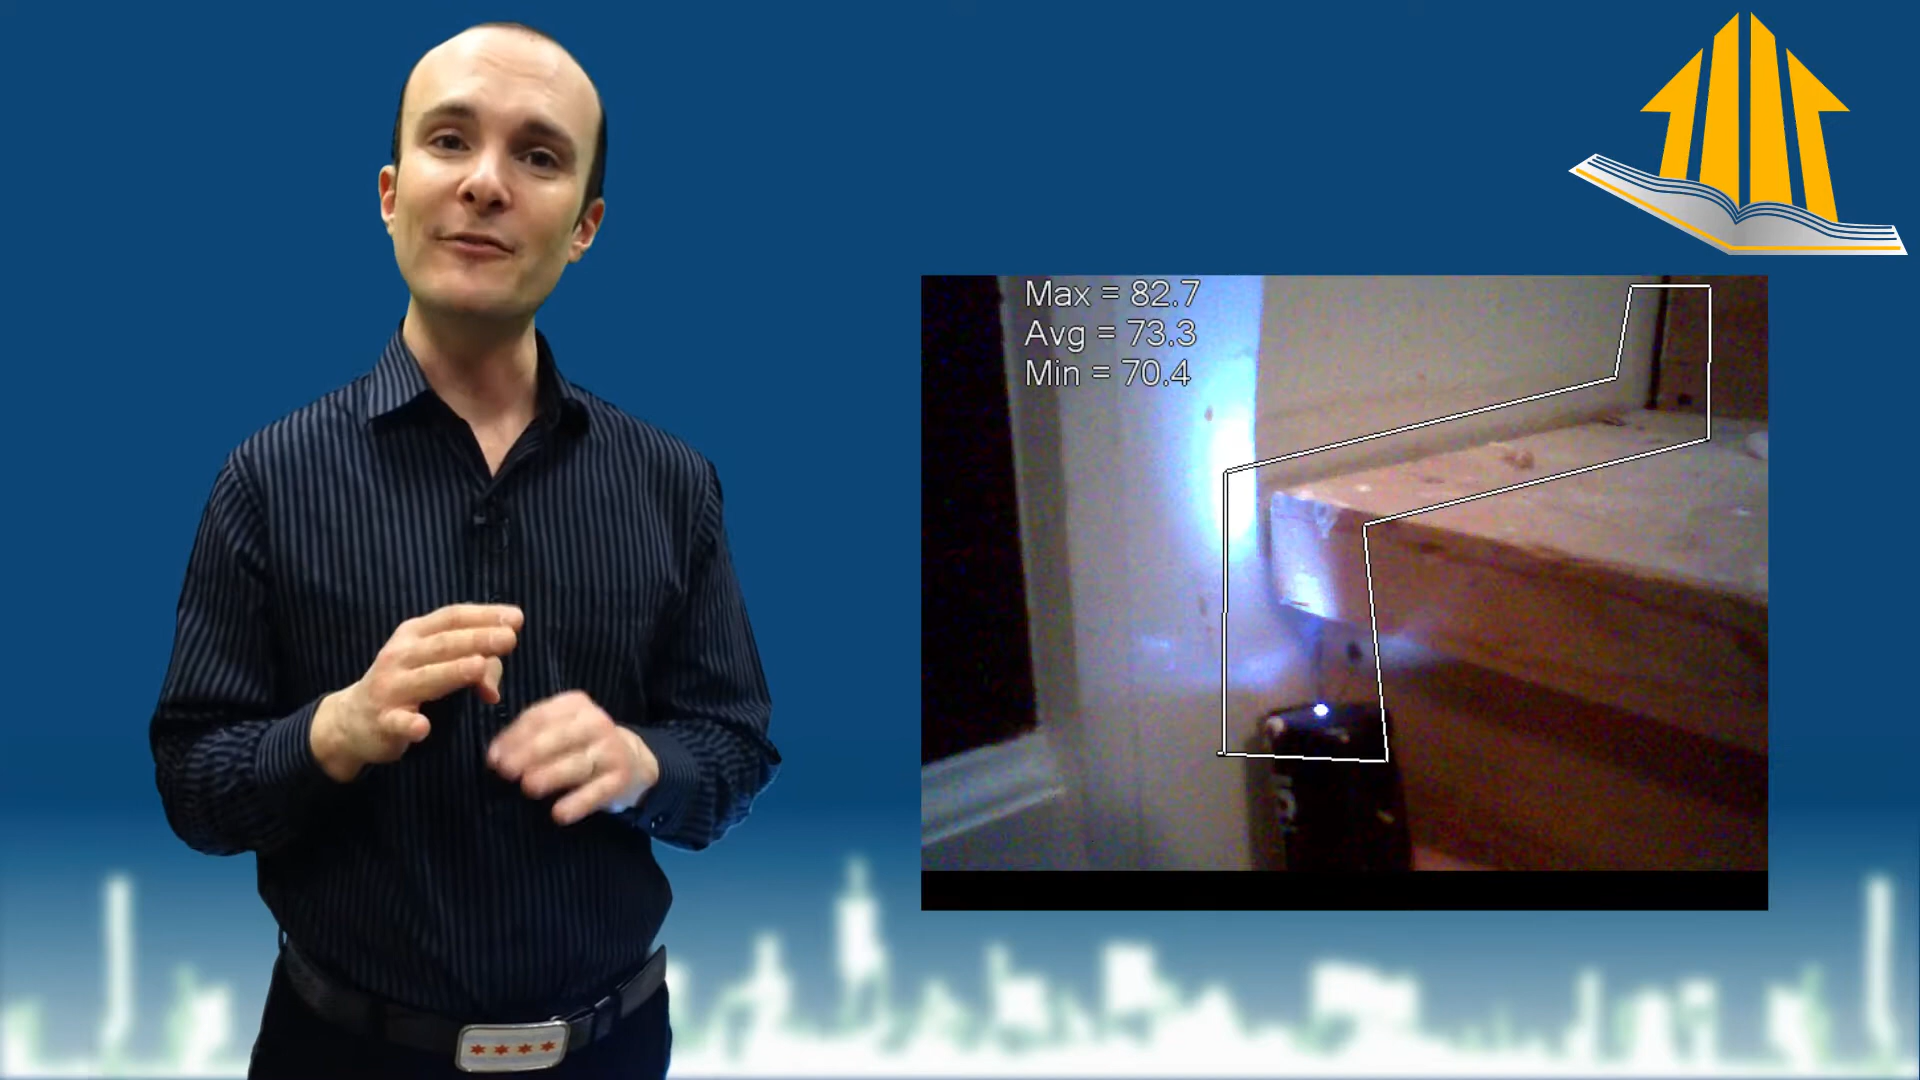 Max = 82.7
Avg = 73.3
Min = 70.4